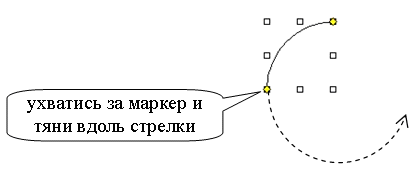 ухватись за маркер и
тяни вдоль стрелки